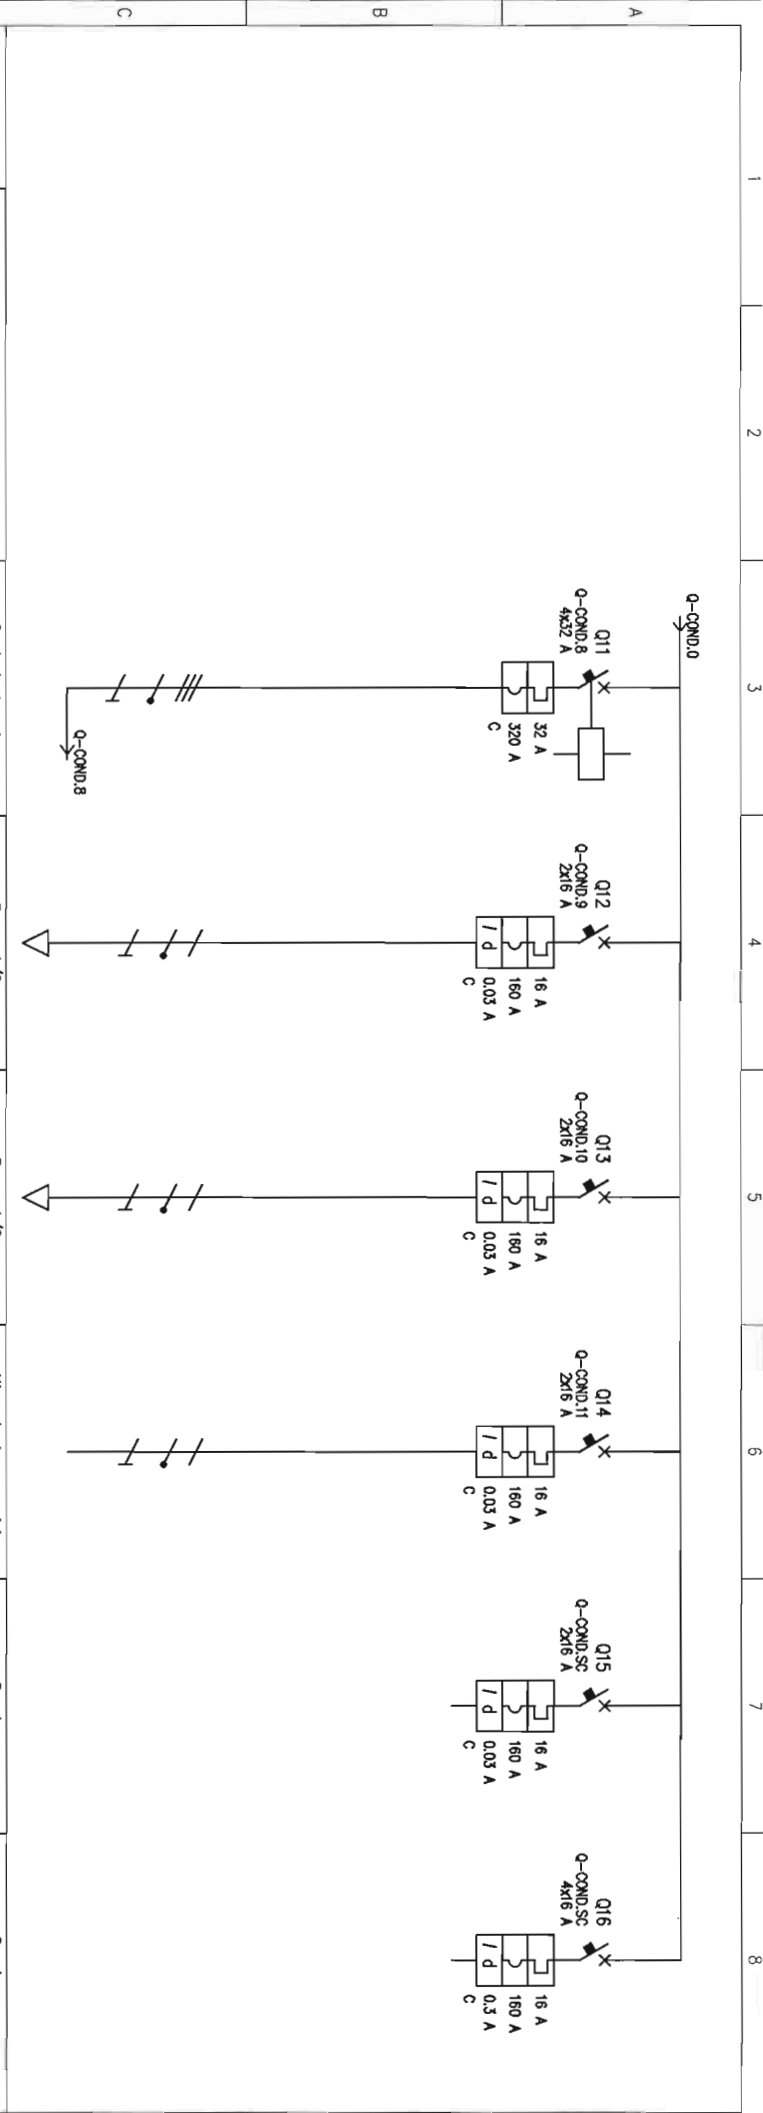 1
2
3
4
5
6
7
8
A
B
C
Q-COND.0
Q11
Q-COND.8
4x32 A
32 A
320 A
C
Q-COND.8
Q12
Q-COND.9
2x16 A
16 A
160 A
I d
0.03 A
C
Q13
Q-COND.10
2x16 A
16 A
160 A
I d
0.03 A
C
Q14
Q-COND.11
2x16 A
16 A
160 A
I d
0.03 A
C
Q15
Q-COND.SC
2x16 A
16 A
160 A
I d
0.03 A
C
Q16
Q-COND.SC
4x16 A
16 A
160 A
I d
0.3 A
C